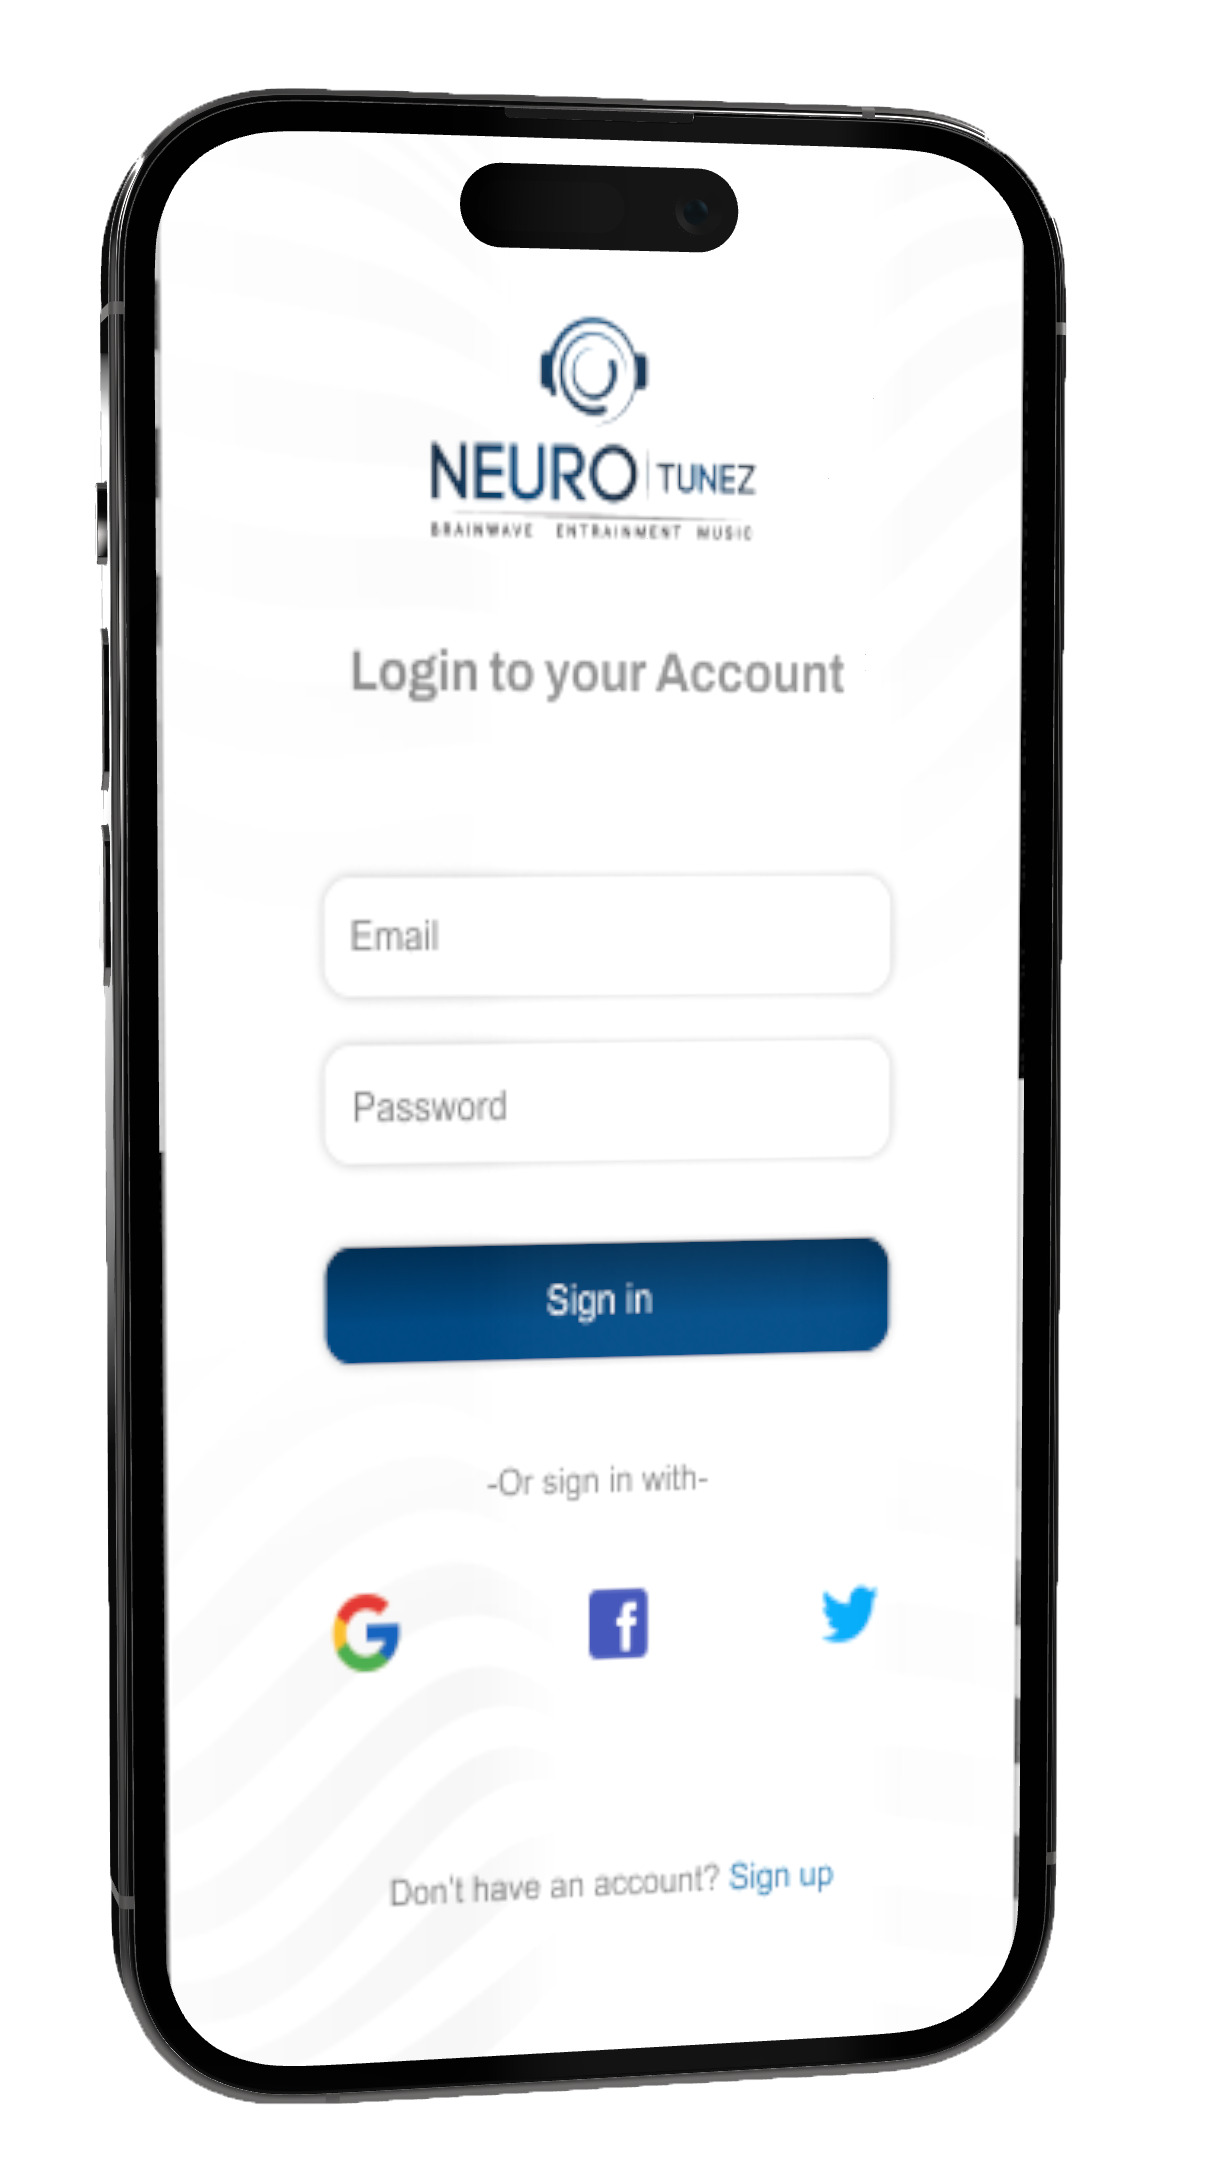 NEURO | TUNEZ
BRAINWAVE ENTRAINMENT MUSIC
Login to your Account
Email
Password
Sign in
-Or sign in with-
Don't have an account? Sign up